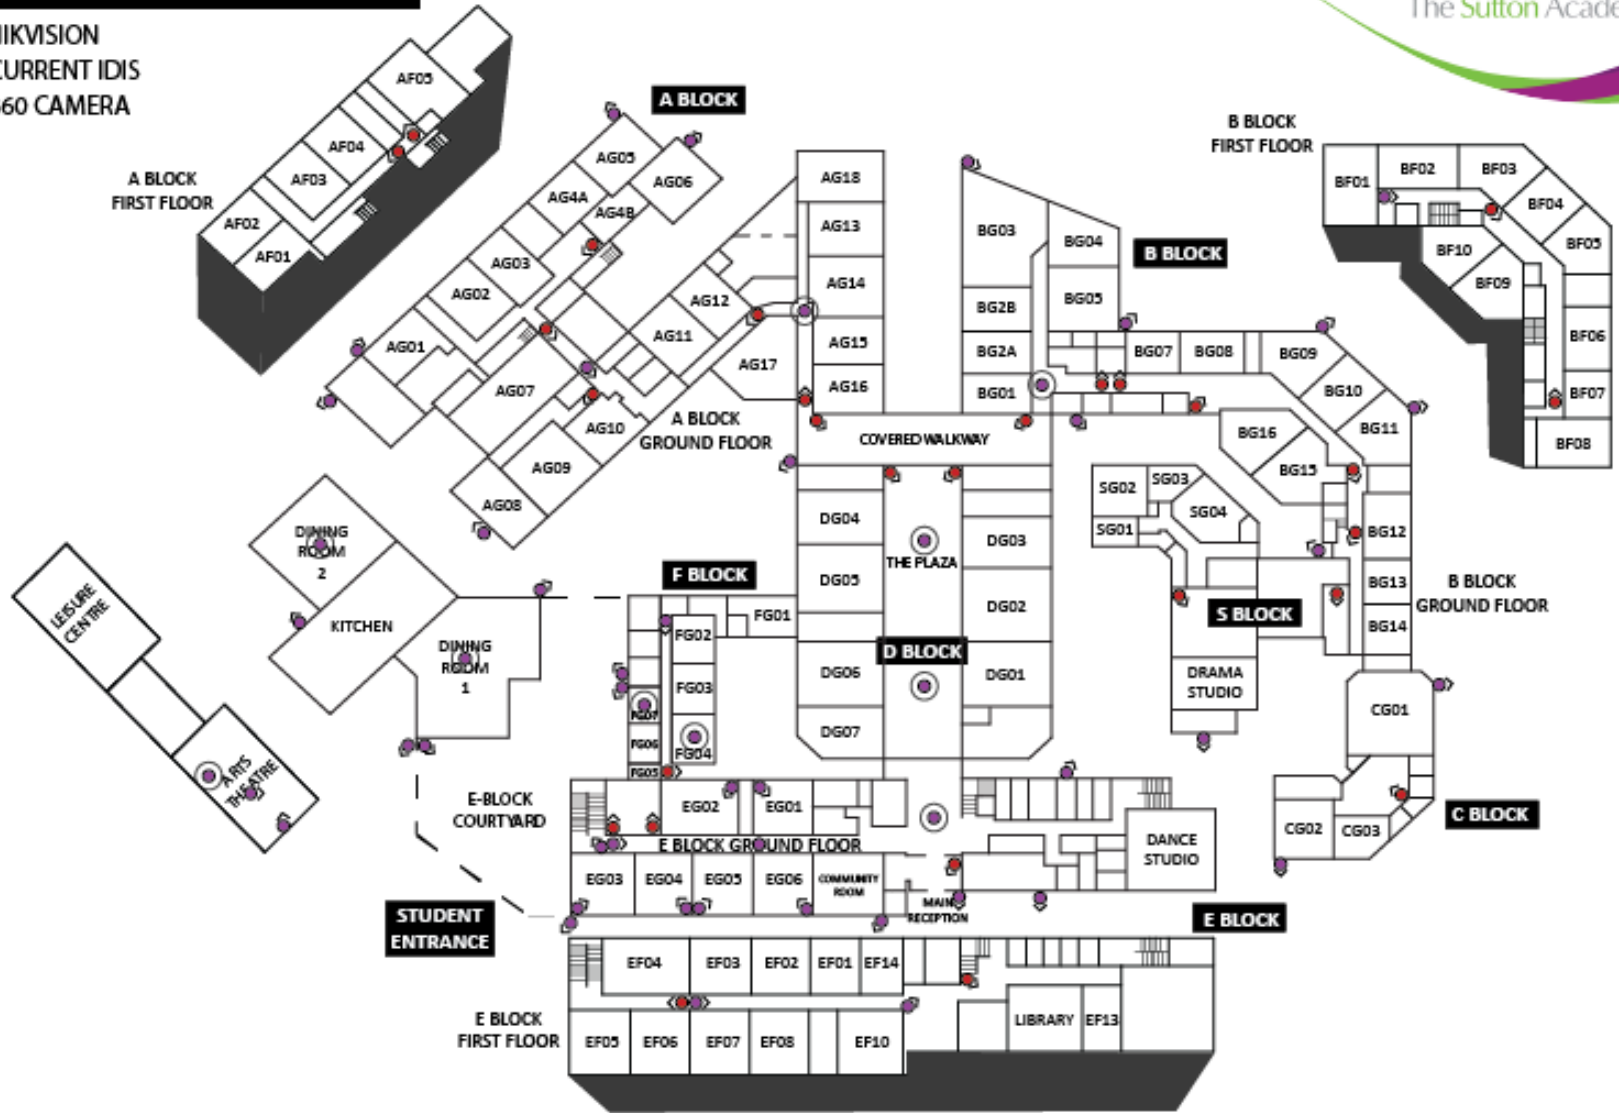 HIKVISION
CURRENT IDIS
360 CAMERA
The Sutton Acade
A BLOCK
FIRST FLOOR
AF05
AF04
AF03
AF02
AF01
A BLOCK
AG05
AG06
AG4A
AG4B
AG03
AG02
AG01
AG12
AG11
AG07
AG10
AG09
AG08
AG17
A BLOCK
GROUND FLOOR
AG18
AG13
AG14
AG15
AG16
BG03
BG04
BG05
BG2B
BG2A
BG01
B BLOCK
BG07
BG08
BG09
BG10
BG11
BG16
BG15
BG12
BG13
BG14
B BLOCK
GROUND FLOOR
B BLOCK
FIRST FLOOR
BF01
BF02
BF03
BF04
BF05
BF10
BF09
BF06
BF07
BF08
COVERED WALKWAY
DG04
DG05
DG06
DG07
THE PLAZA
D BLOCK
DG03
DG02
DG01
SG02
SG03
SG01
SG04
S BLOCK
DRAMA
STUDIO
CG01
CG02
CG03
C BLOCK
DINING
ROOM
2
KITCHEN
DINING
ROOM
1
LEISURE
CENTRE
ARTS
THEATRE
F BLOCK
FG01
FG02
FG03
FG04
FG07
FG06
FG05
E-BLOCK
COURTYARD
EG02
EG01
E BLOCK GROUND FLOOR
EG03
EG04
EG05
EG06
COMMUNITY
ROOM
MAIN
RECEPTION
DANCE
STUDIO
E BLOCK
STUDENT
ENTRANCE
EF04
EF03
EF02
EF01
EF14
E BLOCK
FIRST FLOOR
EF05
EF06
EF07
EF08
EF10
LIBRARY
EF13